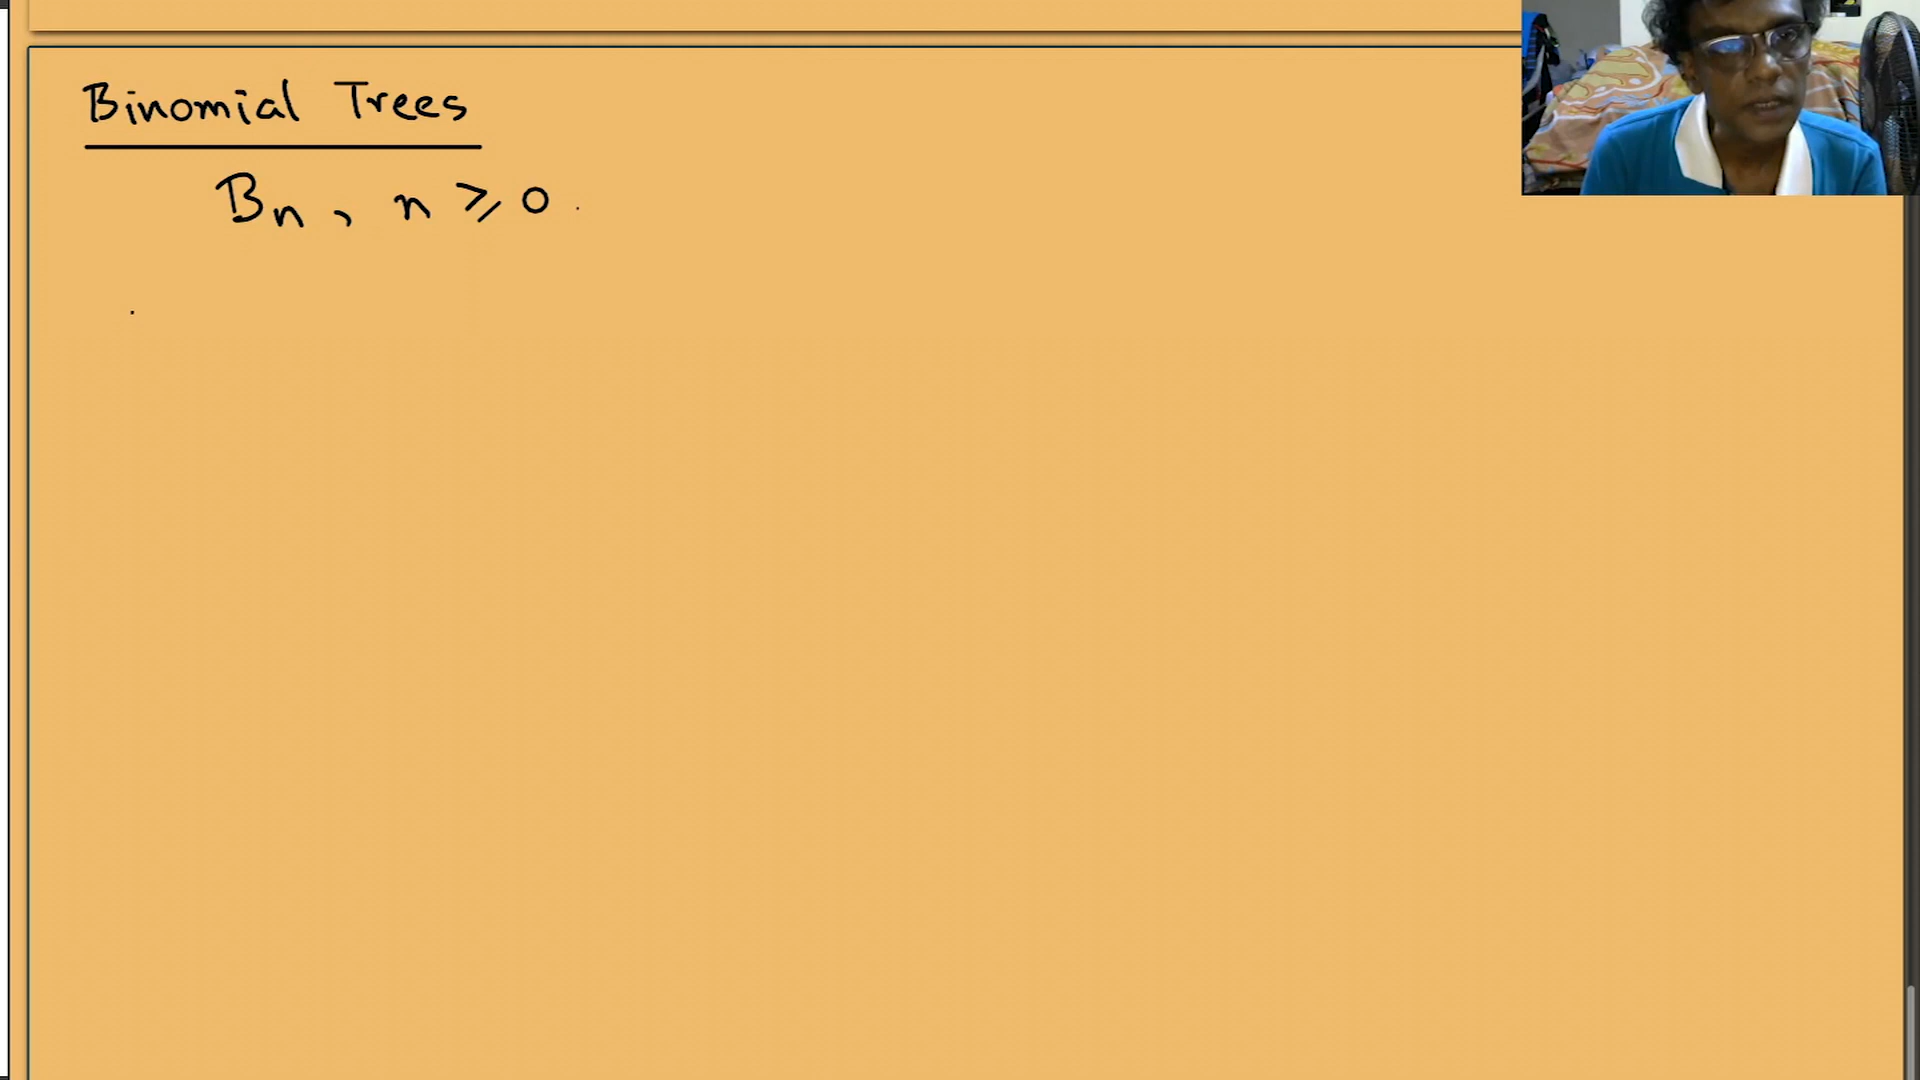 Binomial Trees
Bₙ, n ⩾ 0